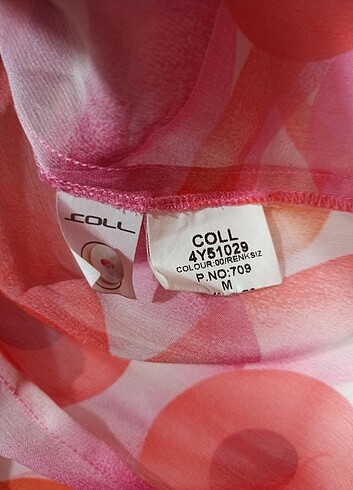 COLL
COLL
4Y51029
COLOUR:00/RENKSIZ
P.NO:709
M